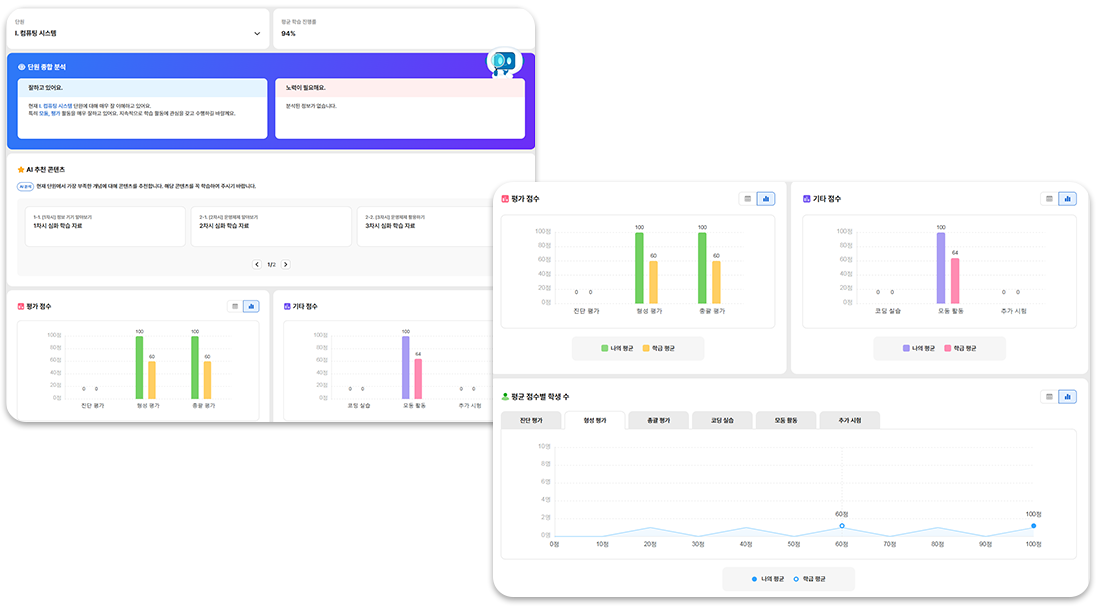 단원
I. 컴퓨팅 시스템
평균 학습 진행률
94%
단원 종합 분석
잘하고 있어요.
현재 I. 컴퓨팅 시스템 단원에 대해 매우 잘 이해하고 있어요.
특히 모둠, 평가 활동을 매우 잘하고 있어요. 지속적으로 학습 활동에 관심을 갖고 수행하길 바랄게요.
노력이 필요해요.
분석된 정보가 없습니다.
AI 추천 콘텐츠
AI 분석 현재 단원에서 가장 부족한 개념에 대해 콘텐츠를 추천합니다. 해당 콘텐츠를 꼭 학습하여 주시기 바랍니다.
1-1. [1차시] 정보 기기 알아보기
1차시 심화 학습 자료
2-1. [2차시] 운영체제 알아보기
2차시 심화 학습 자료
2-2. [3차시] 운영체제 활용하기
3차시 심화 학습 자료
1/2
평가 점수
100점
80점
60점
40점
20점
0점
0 0
100 60
100 60
진단 평가 형성 평가 총괄 평가
기타 점수
100점
80점
60점
40점
20점
0점
0 0
100 64
0 0
코딩 실습 모둠 활동 추가 시험
평가 점수
100점
80점
60점
40점
20점
0점
0 0
100 60
100 60
진단 평가 형성 평가 총괄 평가
나의 평균 학급 평균
기타 점수
100점
80점
60점
40점
20점
0점
0 0
100 64
0 0
코딩 실습 모둠 활동 추가 시험
나의 평균 학급 평균
평균 점수별 학생 수
진단 평가 형성 평가 총괄 평가 코딩 실습 모둠 활동 추가 시험
10명
8명
6명
4명
2명
0명
60점
100점
0점 10점 20점 30점 40점 50점 60점 70점 80점 90점 100점
나의 평균 학급 평균